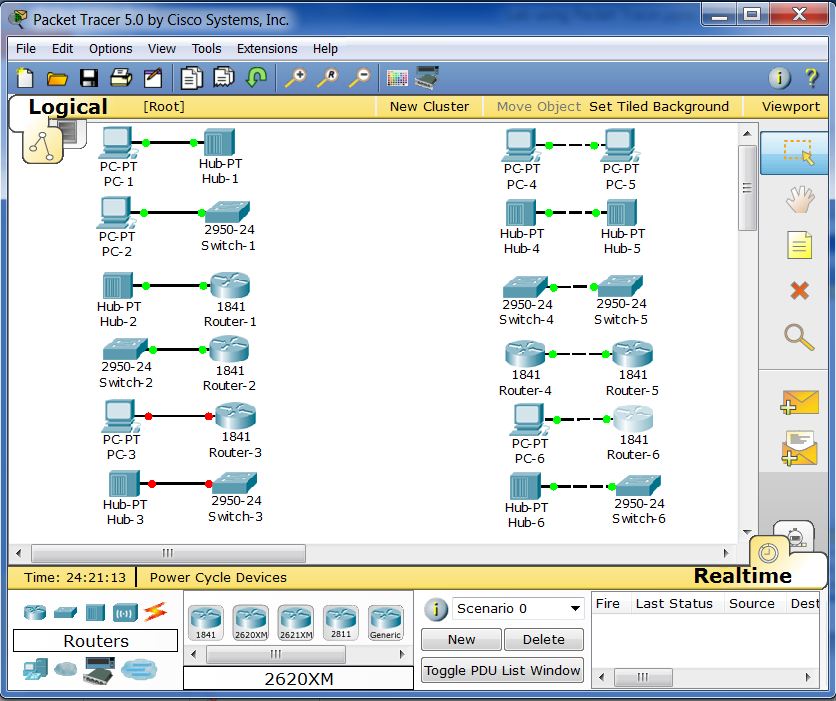 Packet Tracer 5.0 by Cisco Systems, Inc.
File Edit Options View Tools Extensions Help
Logical [Root] New Cluster Move Object Set Tiled Background Viewport
PC-PT
PC-1
Hub-PT
Hub-1
PC-PT
PC-4
PC-PT
PC-5
PC-PT
PC-2
2950-24
Switch-1
Hub-PT
Hub-4
Hub-PT
Hub-5
Hub-PT
Hub-2
1841
Router-1
2950-24
Switch-4
2950-24
Switch-5
2950-24
Switch-2
1841
Router-2
1841
Router-4
1841
Router-5
PC-PT
PC-3
1841
Router-3
PC-PT
PC-6
1841
Router-6
Hub-PT
Hub-3
2950-24
Switch-3
Hub-PT
Hub-6
2950-24
Switch-6
Time: 24:21:13 Power Cycle Devices Realtime
Routers
1841 2620XM 2621XM 2811 Generic
2620XM
Scenario 0
New Delete
Toggle PDU List Window
Fire Last Status Source Dest